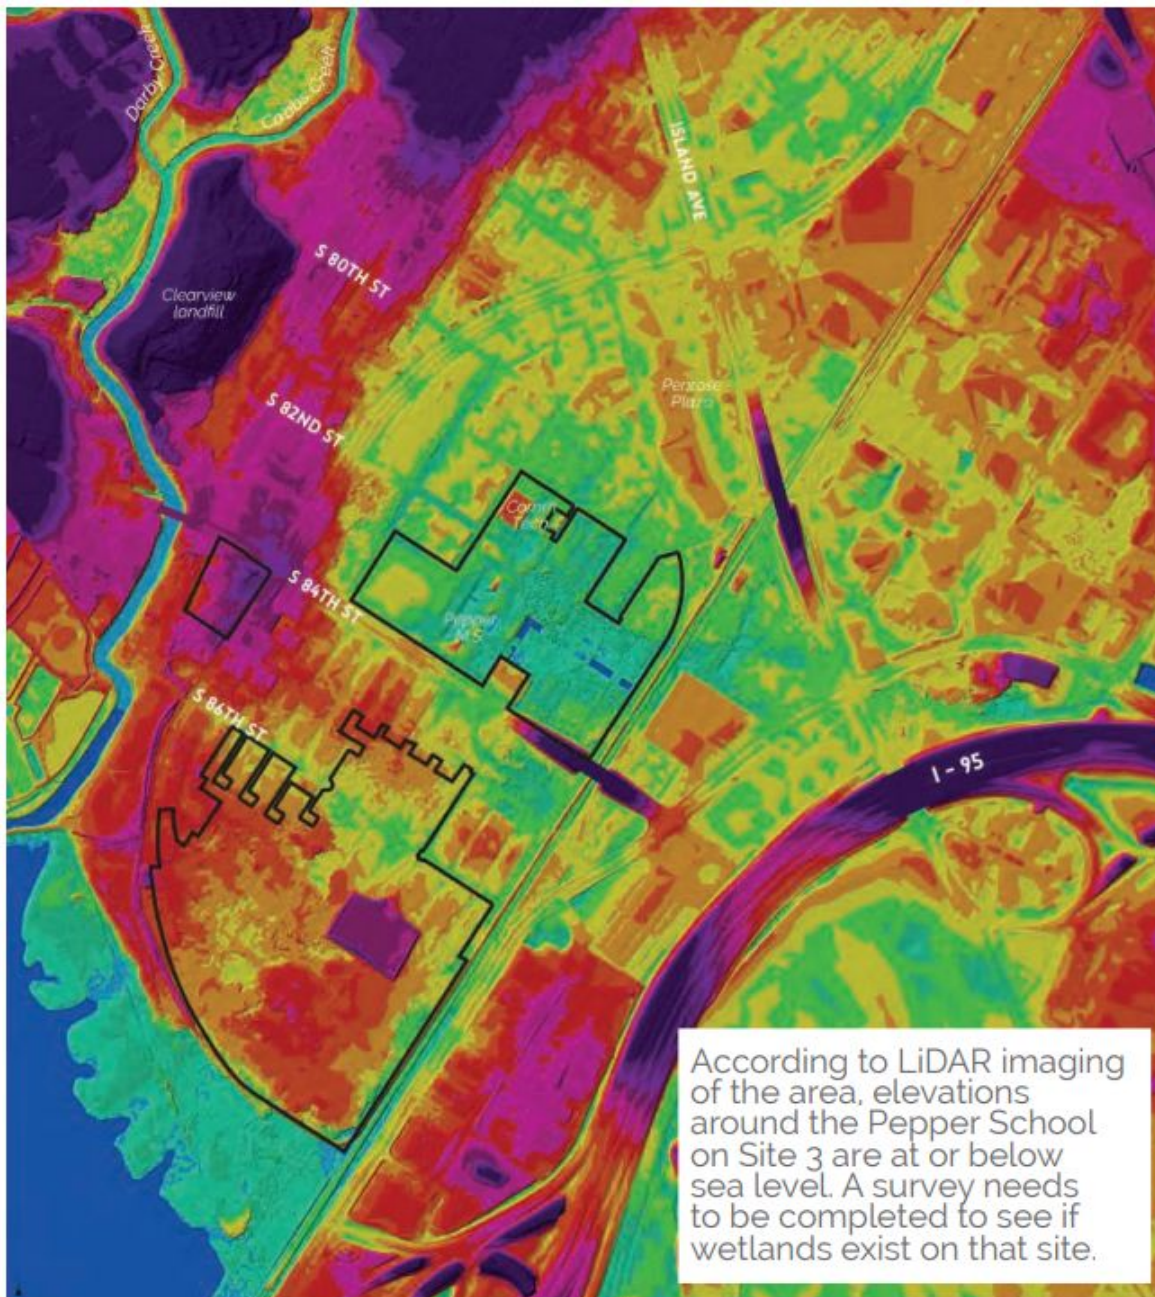 Darby Creek
Cobbs Creek
ISLAND AVE
S 80TH ST
Clearview
landfill
Penrose
Plaza
S 82ND ST
Comm
Pepper
M.S.
S 84TH ST
S 86TH ST
I - 95
According to LiDAR imaging
of the area, elevations
around the Pepper School
on Site 3 are at or below
sea level. A survey needs
to be completed to see if
wetlands exist on that site.